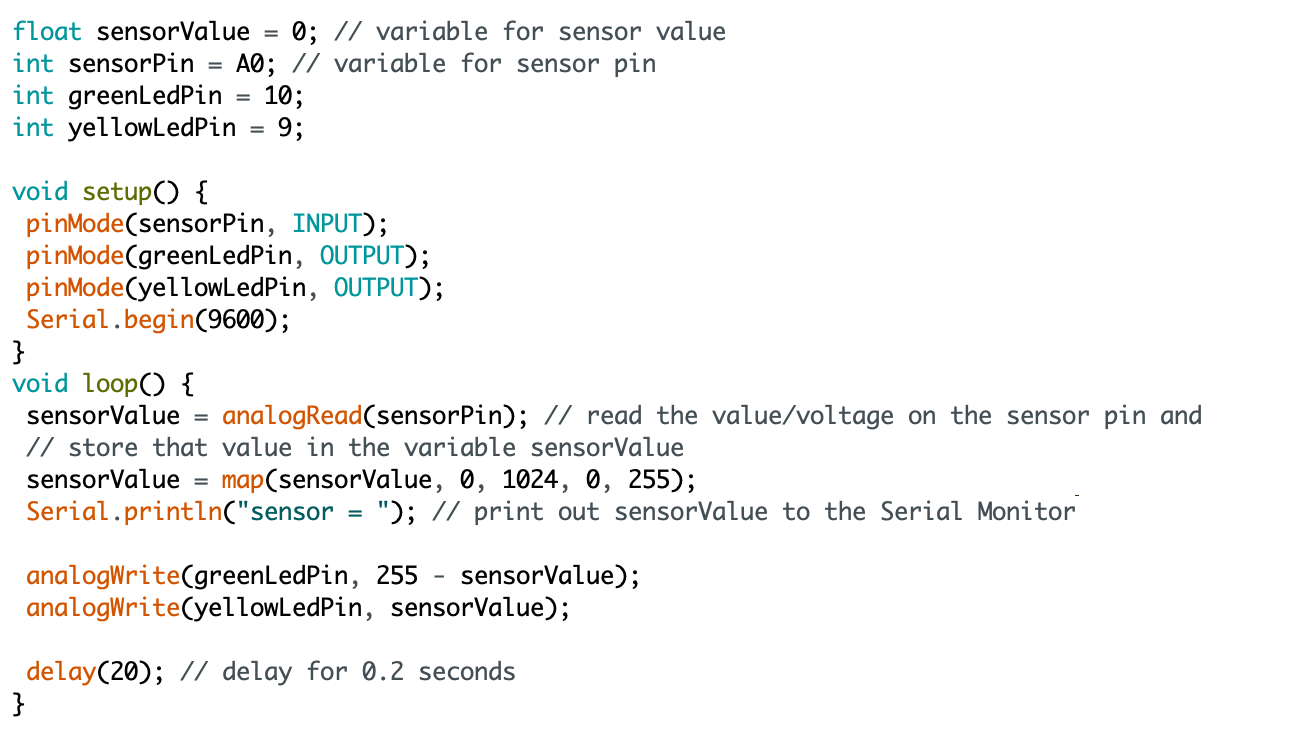 float sensorValue = 0; // variable for sensor value
int sensorPin = A0; // variable for sensor pin
int greenLedPin = 10;
int yellowLedPin = 9;

void setup() {
 pinMode(sensorPin, INPUT);
 pinMode(greenLedPin, OUTPUT);
 pinMode(yellowLedPin, OUTPUT);
 Serial.begin(9600);
}
void loop() {
 sensorValue = analogRead(sensorPin); // read the value/voltage on the sensor pin and
 // store that value in the variable sensorValue
 sensorValue = map(sensorValue, 0, 1024, 0, 255);
 Serial.println("sensor = "); // print out sensorValue to the Serial Monitor

 analogWrite(greenLedPin, 255 - sensorValue);
 analogWrite(yellowLedPin, sensorValue);

 delay(20); // delay for 0.2 seconds
}